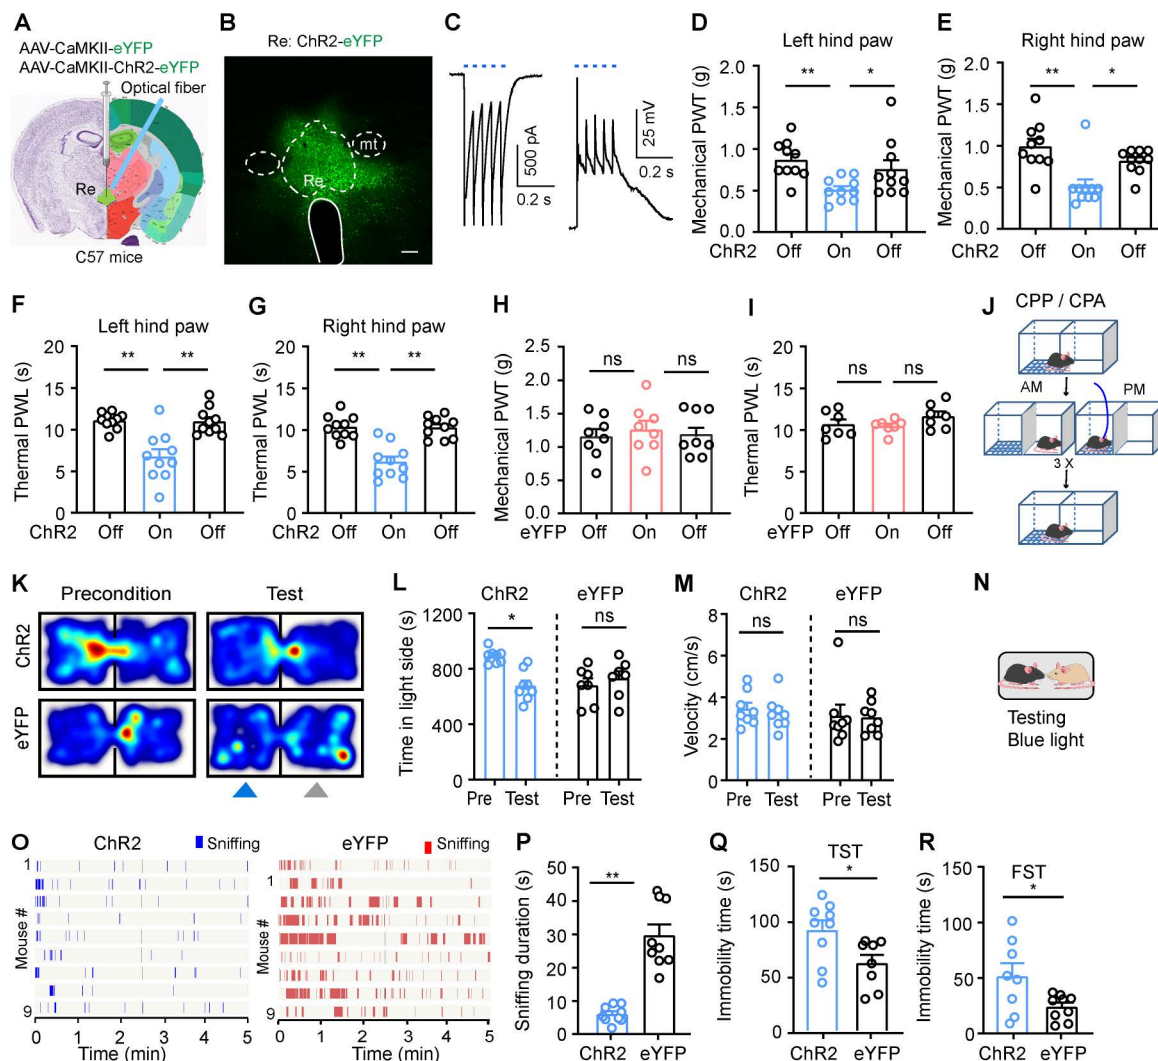 A
AAV-CaMKII-eYFP
AAV-CaMKII-ChR2-eYFP
Optical fiber
Re
C57 mice
B
Re: ChR2-eYFP
mt
Re
C
500 pA
0.2 s
25 mV
0.2 s
D
Left hind paw
Mechanical PWT (g)
2.0
1.5
1.0
0.5
0.0
**
*
ChR2
Off
On
Off
E
Right hind paw
Mechanical PWT (g)
2.0
1.5
1.0
0.5
0.0
**
*
ChR2
Off
On
Off
F
Left hind paw
Thermal PWL (s)
20
15
10
5
0
**
**
ChR2
Off
On
Off
G
Right hind paw
Thermal PWL (s)
20
15
10
5
0
**
**
ChR2
Off
On
Off
H
Mechanical PWT (g)
2.5
2.0
1.5
1.0
0.5
0.0
ns
ns
eYFP
Off
On
Off
I
Thermal PWL (s)
20
15
10
5
0
ns
ns
eYFP
Off
On
Off
J
CPP / CPA
AM
PM
3 X
K
Precondition
Test
ChR2
eYFP
L
ChR2
eYFP
Time in light side (s)
1200
900
600
300
0
*
ns
Pre
Test
Pre
Test
M
ChR2
eYFP
Velocity (cm/s)
8
6
4
2
0
ns
ns
Pre
Test
Pre
Test
N
Testing
Blue light
O
ChR2
Sniffing
Mouse #
1
9
0
1
2
3
4
5
Time (min)
eYFP
Sniffing
Mouse #
1
9
0
1
2
3
4
5
Time (min)
P
Sniffing duration (s)
50
40
30
20
10
0
**
ChR2
eYFP
Q
TST
Immobility time (s)
150
100
50
0
*
ChR2
eYFP
R
FST
Immobility time (s)
150
100
50
0
*
ChR2
eYFP